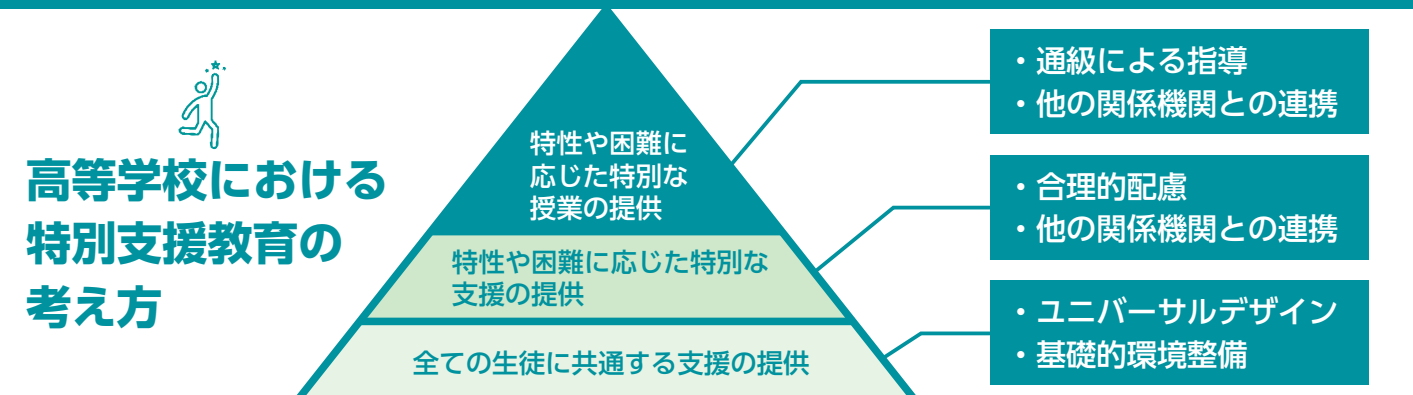 高等学校における
特別支援教育の
考え方
特性や困難に
応じた特別な
授業の提供
特性や困難に応じた特別な
支援の提供
全ての生徒に共通する支援の提供
・通級による指導
・他の関係機関との連携
・合理的配慮
・他の関係機関との連携
・ユニバーサルデザイン
・基礎的環境整備